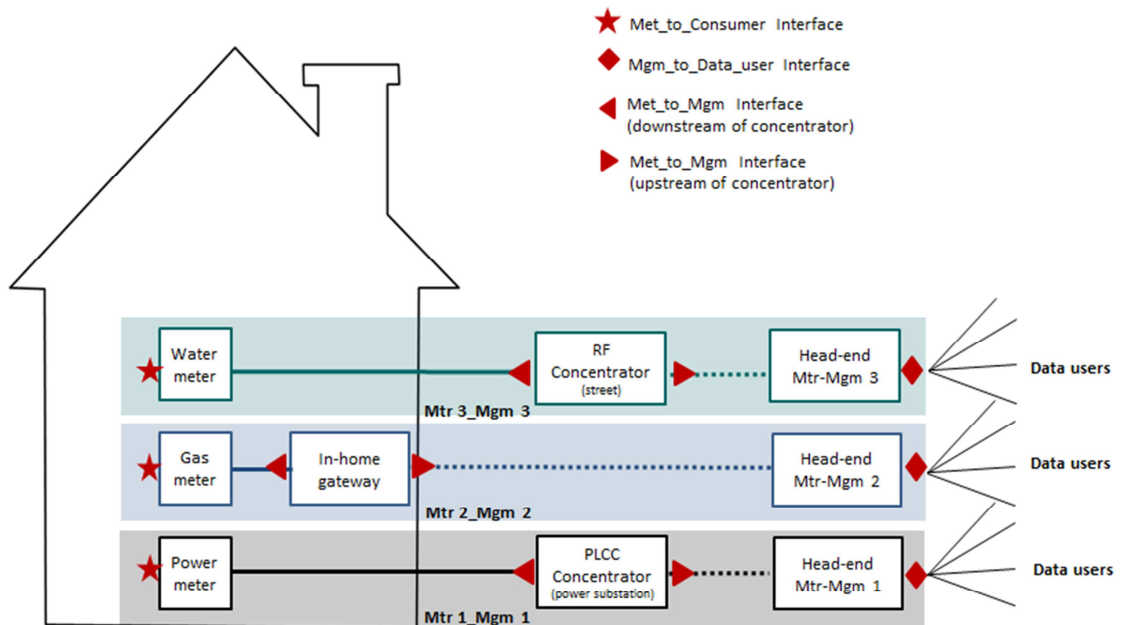 Met_to_Consumer Interface
Mgm_to_Data_user Interface
Met_to_Mgm Interface
(downstream of concentrator)
Met_to_Mgm Interface
(upstream of concentrator)
Water
meter
RF
Concentrator
(street)
Head-end
Mtr-Mgm 3
Data users
Mtr 3_Mgm 3
Gas
meter
In-home
gateway
Head-end
Mtr-Mgm 2
Data users
Mtr 2_Mgm 2
Power
meter
PLCC
Concentrator
(power substation)
Head-end
Mtr-Mgm 1
Data users
Mtr 1_Mgm 1